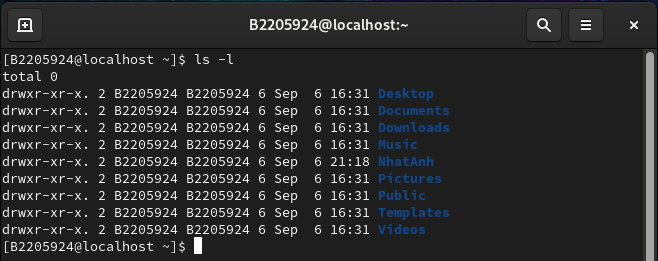 B2205924@localhost:~
[B2205924@localhost ~]$ ls -l
total 0
drwxr-xr-x. 2 B2205924 B2205924 6 Sep  6 16:31 Desktop
drwxr-xr-x. 2 B2205924 B2205924 6 Sep  6 16:31 Documents
drwxr-xr-x. 2 B2205924 B2205924 6 Sep  6 16:31 Downloads
drwxr-xr-x. 2 B2205924 B2205924 6 Sep  6 16:31 Music
drwxr-xr-x. 2 B2205924 B2205924 6 Sep  6 21:18 NhatAnh
drwxr-xr-x. 2 B2205924 B2205924 6 Sep  6 16:31 Pictures
drwxr-xr-x. 2 B2205924 B2205924 6 Sep  6 16:31 Public
drwxr-xr-x. 2 B2205924 B2205924 6 Sep  6 16:31 Templates
drwxr-xr-x. 2 B2205924 B2205924 6 Sep  6 16:31 Videos
[B2205924@localhost ~]$